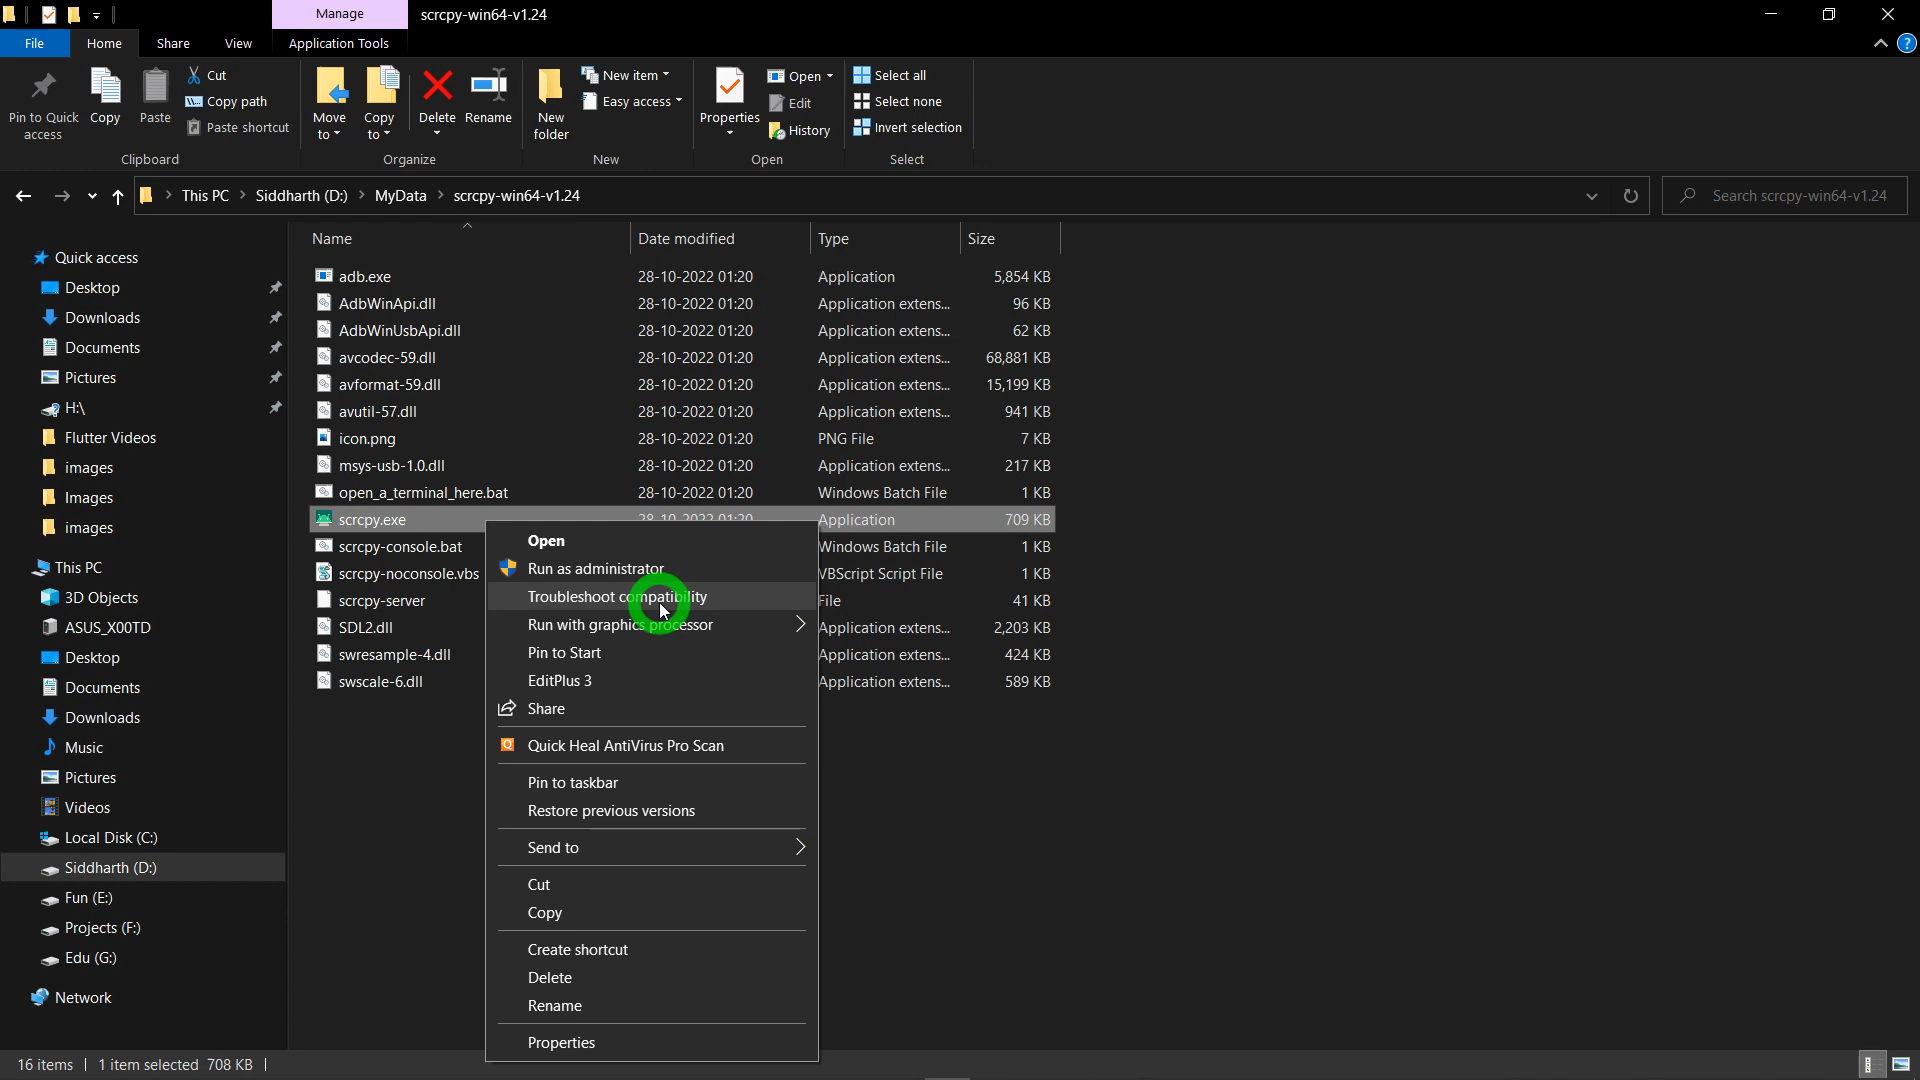 Manage
scrcpy-win64-v1.24
File
Home
Share
View
Application Tools
Pin to Quick
access
Copy
Paste
Cut
Copy path
Paste shortcut
Clipboard
Move
to
Copy
to
Delete
Rename
Organize
New
folder
New item
Easy access
New
Properties
Open
Edit
History
Open
Select all
Select none
Invert selection
Select
This PC
Siddharth (D:)
MyData
scrcpy-win64-v1.24
Search scrcpy-win64-v1.24
Quick access
Desktop
Downloads
Documents
Pictures
H:\
Flutter Videos
images
Images
images
This PC
3D Objects
ASUS_X00TD
Desktop
Documents
Downloads
Music
Pictures
Videos
Local Disk (C:)
Siddharth (D:)
Fun (E:)
Projects (F:)
Edu (G:)
Network
Name Date modified Type Size
adb.exe 28-10-2022 01:20 Application 5,854 KB
AdbWinApi.dll 28-10-2022 01:20 Application extens... 96 KB
AdbWinUsbApi.dll 28-10-2022 01:20 Application extens... 62 KB
avcodec-59.dll 28-10-2022 01:20 Application extens... 68,881 KB
avformat-59.dll 28-10-2022 01:20 Application extens... 15,199 KB
avutil-57.dll 28-10-2022 01:20 Application extens... 941 KB
icon.png 28-10-2022 01:20 PNG File 7 KB
msys-usb-1.0.dll 28-10-2022 01:20 Application extens... 217 KB
open_a_terminal_here.bat 28-10-2022 01:20 Windows Batch File 1 KB
scrcpy.exe 28-10-2022 01:20 Application 709 KB
scrcpy-console.bat Windows Batch File 1 KB
scrcpy-noconsole.vbs VBScript Script File 1 KB
scrcpy-server File 41 KB
SDL2.dll Application extens... 2,203 KB
swresample-4.dll Application extens... 424 KB
swscale-6.dll Application extens... 589 KB
Open
Run as administrator
Troubleshoot compatibility
Run with graphics processor
Pin to Start
EditPlus 3
Share
Quick Heal AntiVirus Pro Scan
Pin to taskbar
Restore previous versions
Send to
Cut
Copy
Create shortcut
Delete
Rename
Properties
16 items
1 item selected 708 KB